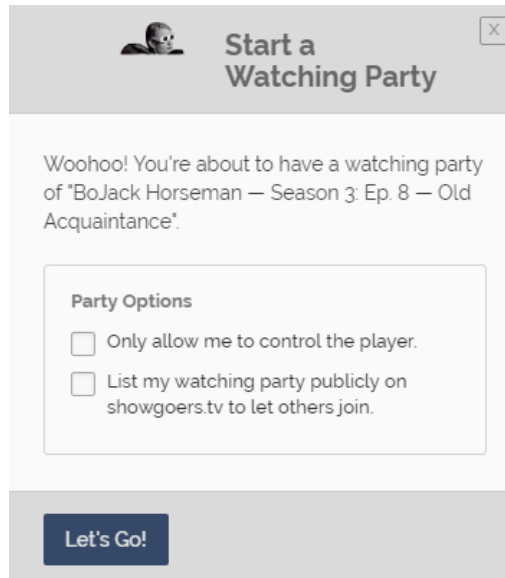 X
Start a
Watching Party
Woohoo! You're about to have a watching party
of "BoJack Horseman — Season 3: Ep. 8 — Old
Acquaintance".
Party Options
Only allow me to control the player.
List my watching party publicly on
showgoers.tv to let others join.
Let's Go!